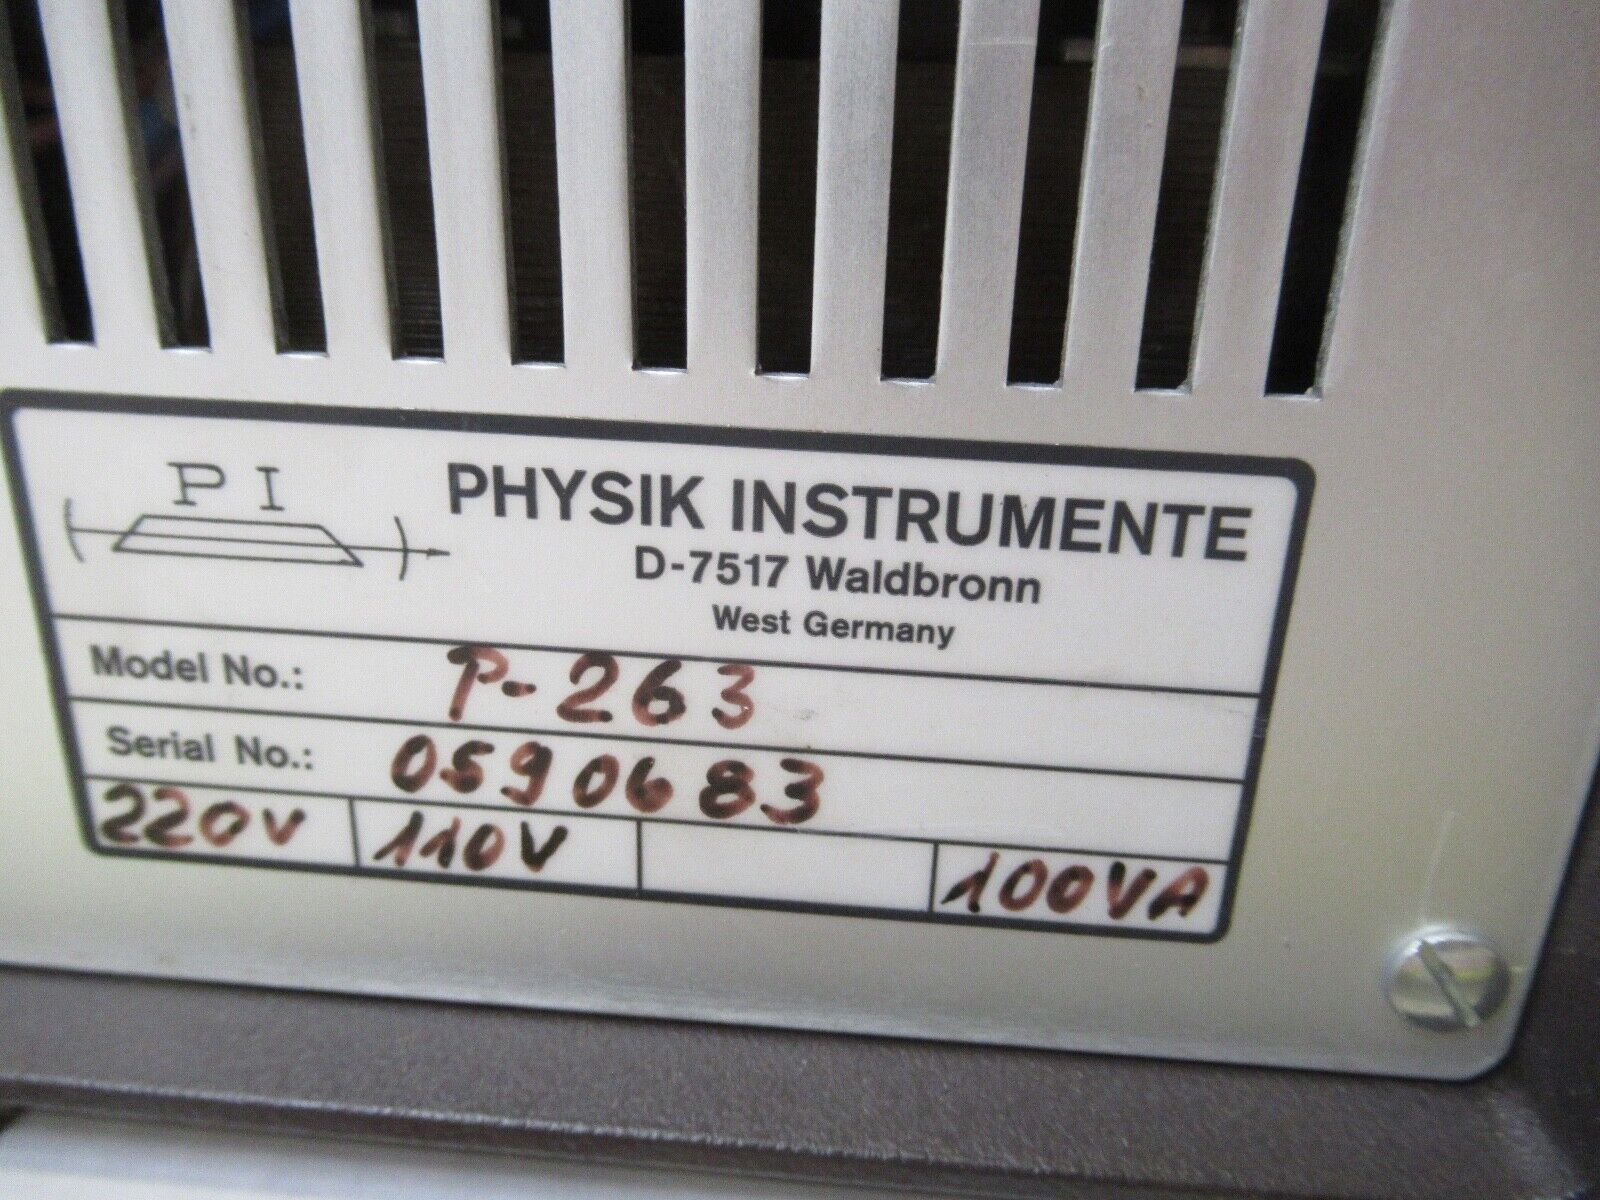 PI
PHYSIK INSTRUMENTE
D-7517 Waldbronn
West Germany
Model No.: P-263
Serial No.: 0590683
220V 110V 100VA